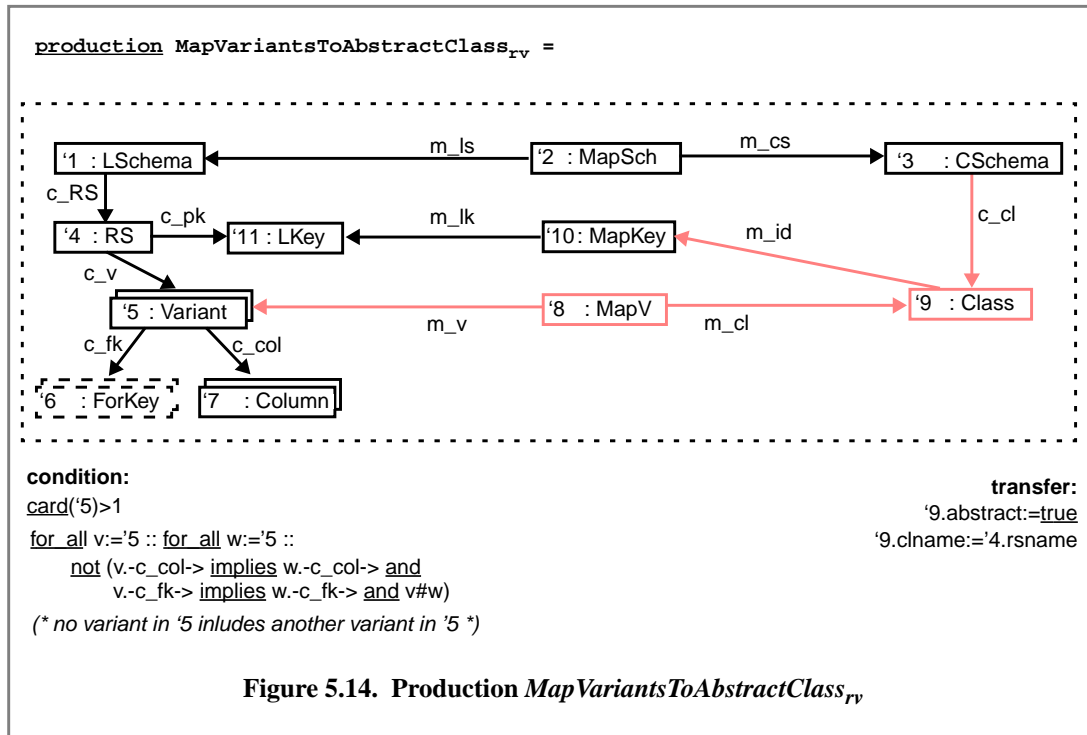 production MapVariantsToAbstractClass_rv =
m_ls
m_cs
‘1 : LSchema
‘2 : MapSch
‘3 : CSchema
c_RS
c_pk
m_lk
m_id
c_cl
‘4 : RS
‘11 : LKey
‘10: MapKey
c_v
‘5 : Variant
‘8 : MapV
‘9 : Class
m_v
m_cl
c_fk
c_col
‘6 : ForKey
‘7 : Column
condition:
card(‘5)>1
for_all v:=’5 :: for_all w:=’5 ::
not (v.-c_col-> implies w.-c_col-> and
v.-c_fk-> implies w.-c_fk-> and v#w)
(* no variant in ‘5 inludes another variant in ’5 *)
transfer:
‘9.abstract:=true
‘9.clname:=’4.rsname
Figure 5.14. Production MapVariantsToAbstractClass_rv